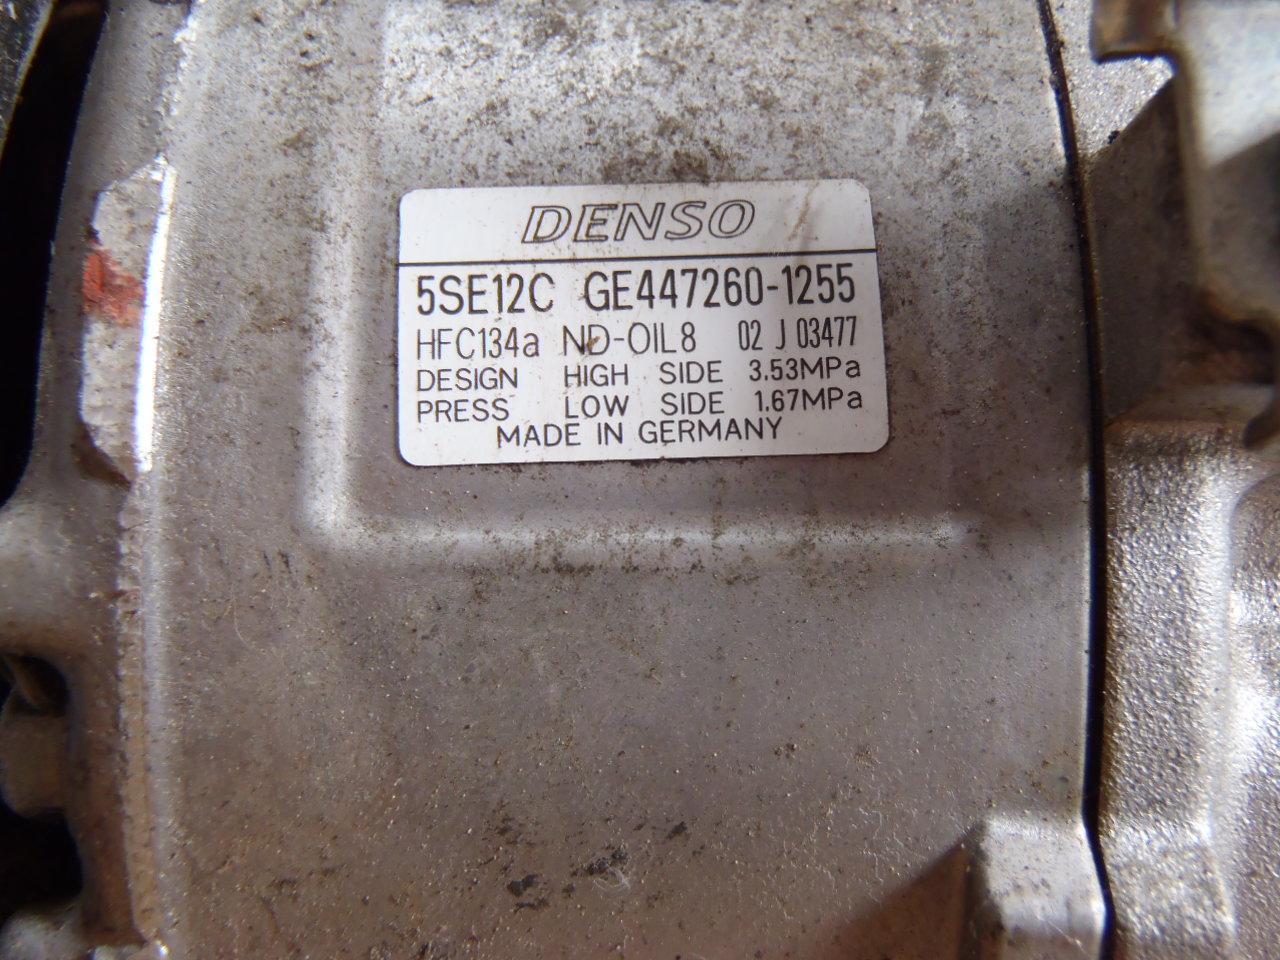 DENSO
5SE12C GE447260-1255
HFC134a ND-OIL8 02 J 03477
DESIGN HIGH SIDE 3.53MPa
PRESS LOW SIDE 1.67MPa
MADE IN GERMANY